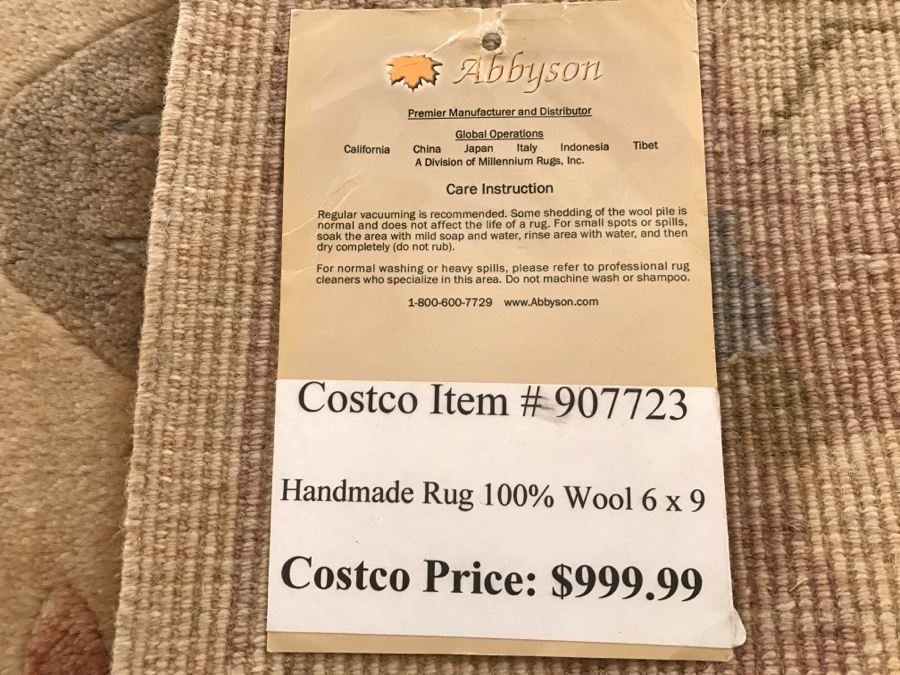 Abbyson
Premier Manufacturer and Distributor
Global Operations
California China Japan Italy Indonesia Tibet
A Division of Millennium Rugs, Inc.
Care Instruction
Regular vacuuming is recommended. Some shedding of the wool pile is
normal and does not affect the life of a rug. For small spots or spills,
soak the area with mild soap and water, rinse area with water, and then
dry completely (do not rub).
For normal washing or heavy spills, please refer to professional rug
cleaners who specialize in this area. Do not machine wash or shampoo.
1-800-600-7729 www.Abbyson.com
Costco Item # 907723
Handmade Rug 100% Wool 6 x 9
Costco Price: $999.99